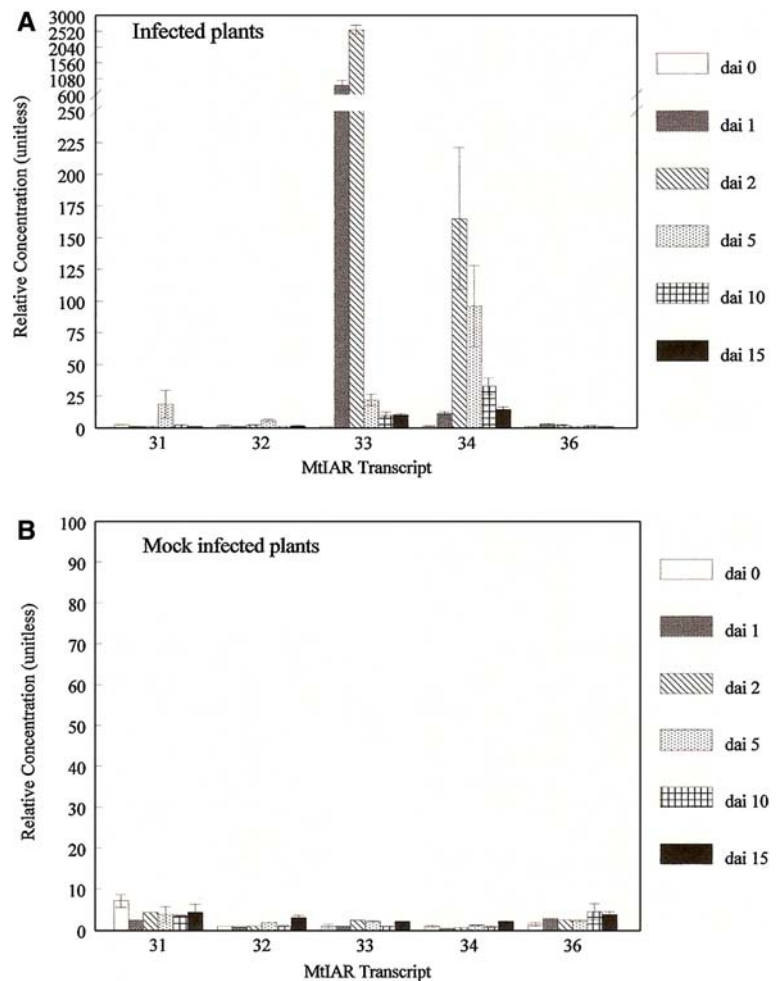 A
Infected plants
Relative Concentration (unitless)
3000
2520
2040
1560
1080
600
250
225
200
175
150
125
100
75
50
25
0
31 32 33 34 36
MtIAR Transcript
dai 0
dai 1
dai 2
dai 5
dai 10
dai 15
B
Mock infected plants
Relative Concentration (unitless)
100
90
80
70
60
50
40
30
20
10
0
31 32 33 34 36
MtIAR Transcript
dai 0
dai 1
dai 2
dai 5
dai 10
dai 15